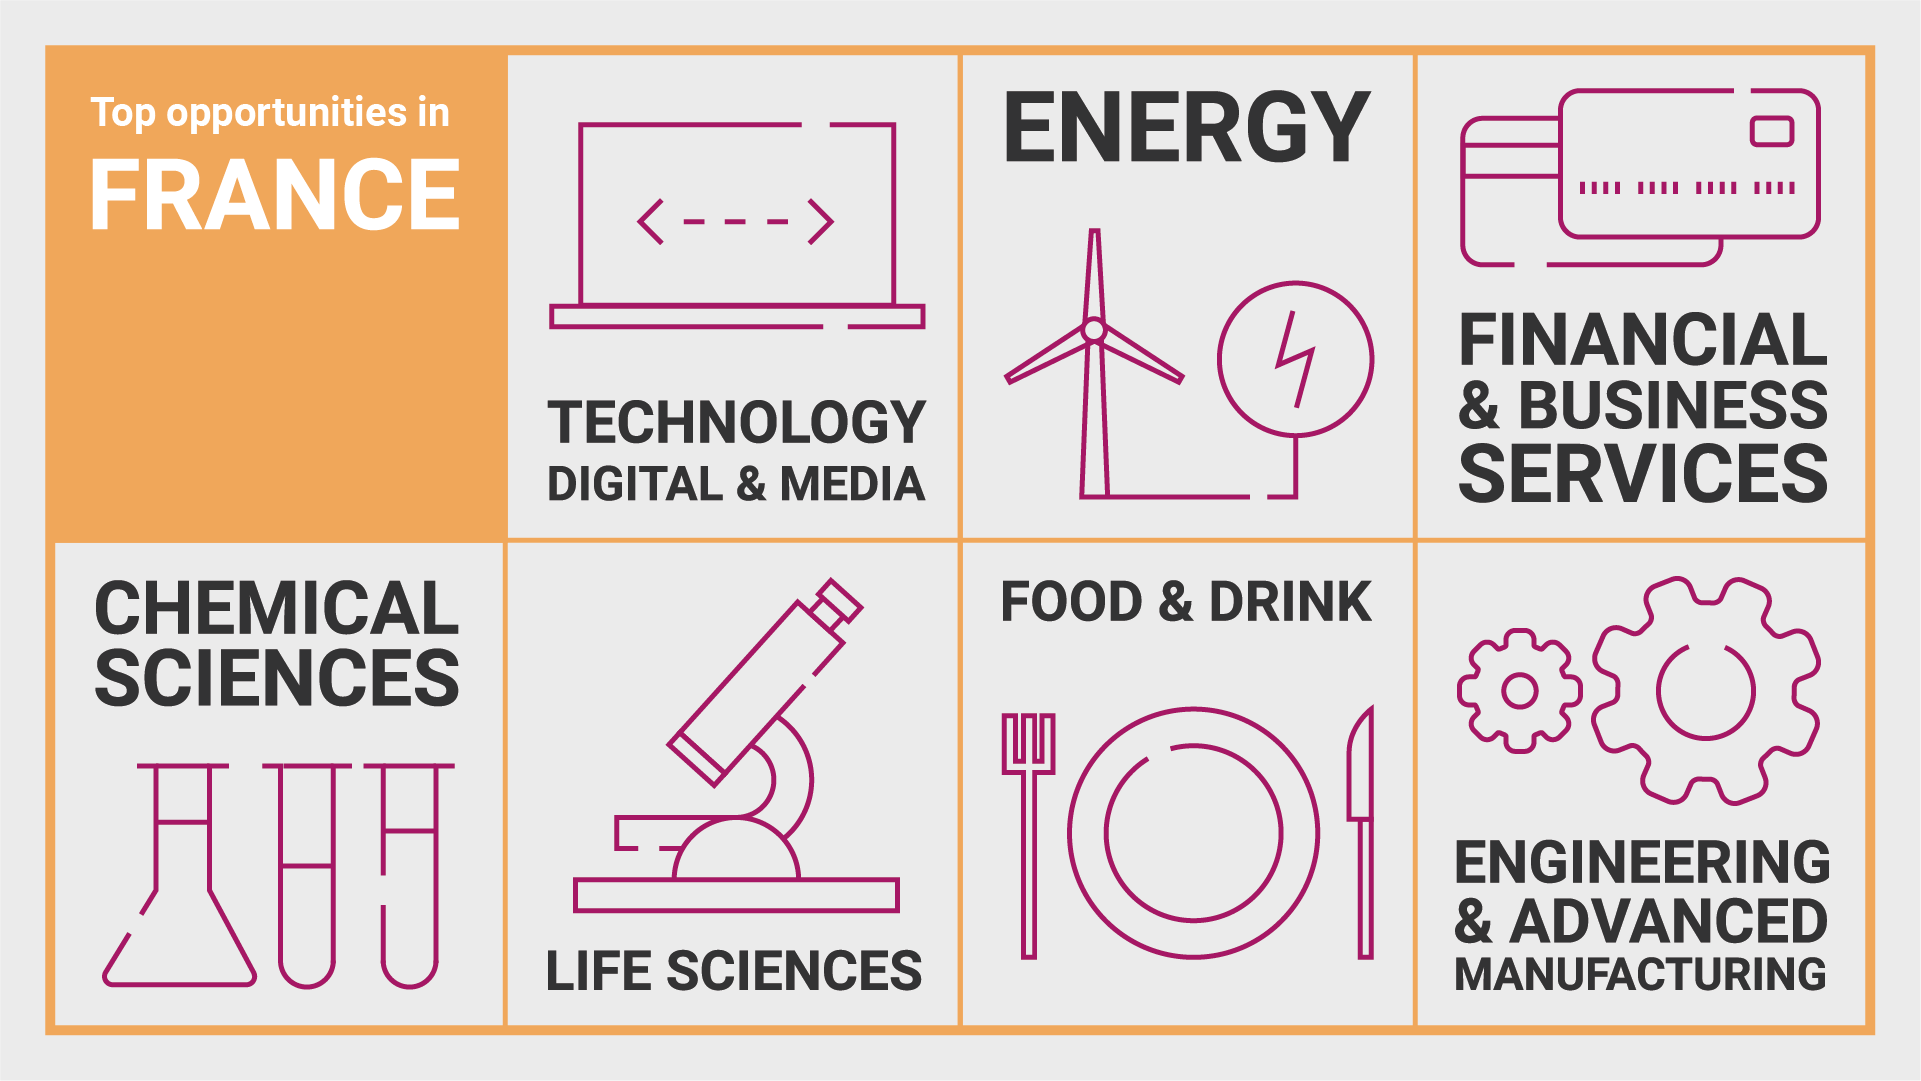 Top opportunities in
FRANCE
TECHNOLOGY
DIGITAL & MEDIA
ENERGY
FINANCIAL
& BUSINESS
SERVICES
CHEMICAL
SCIENCES
LIFE SCIENCES
FOOD & DRINK
ENGINEERING
& ADVANCED
MANUFACTURING